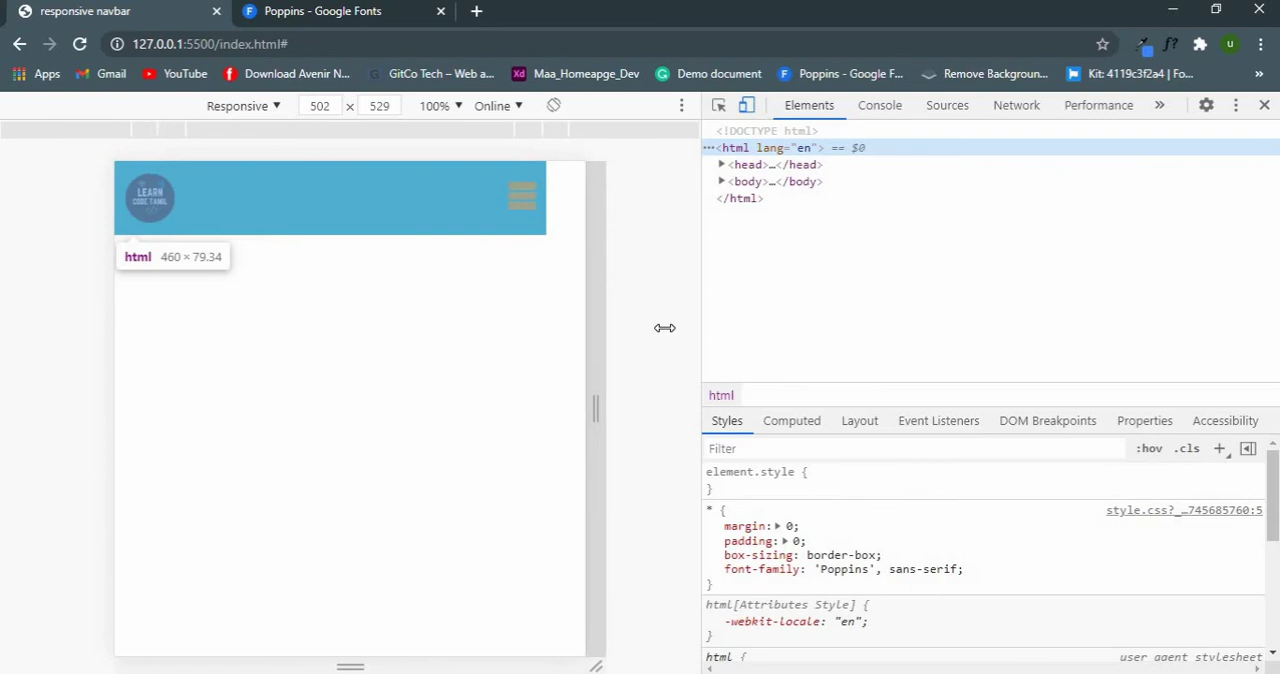 responsive navbar
Poppins - Google Fonts
127.0.0.1:5500/index.html#
Apps Gmail YouTube Download Avenir N... GitCo Tech – Web a... Maa_Homeapge_Dev Demo document Poppins - Google F... Remove Backgroun... Kit: 4119c3f2a4 | Fo... »
Responsive 502 x 529 100% Online
Elements Console Sources Network Performance »
<!DOCTYPE html>
…<html lang="en"> == $0
<head>…</head>
<body>…</body>
</html>
LEARN
CODE TAMIL
html 460 × 79.34
html
Styles Computed Layout Event Listeners DOM Breakpoints Properties Accessibility
Filter :hov .cls +
element.style {
}
* { style.css?_…745685760:5
margin: 0;
padding: 0;
box-sizing: border-box;
font-family: 'Poppins', sans-serif;
}
html[Attributes Style] {
-webkit-locale: "en";
}
html { user agent stylesheet